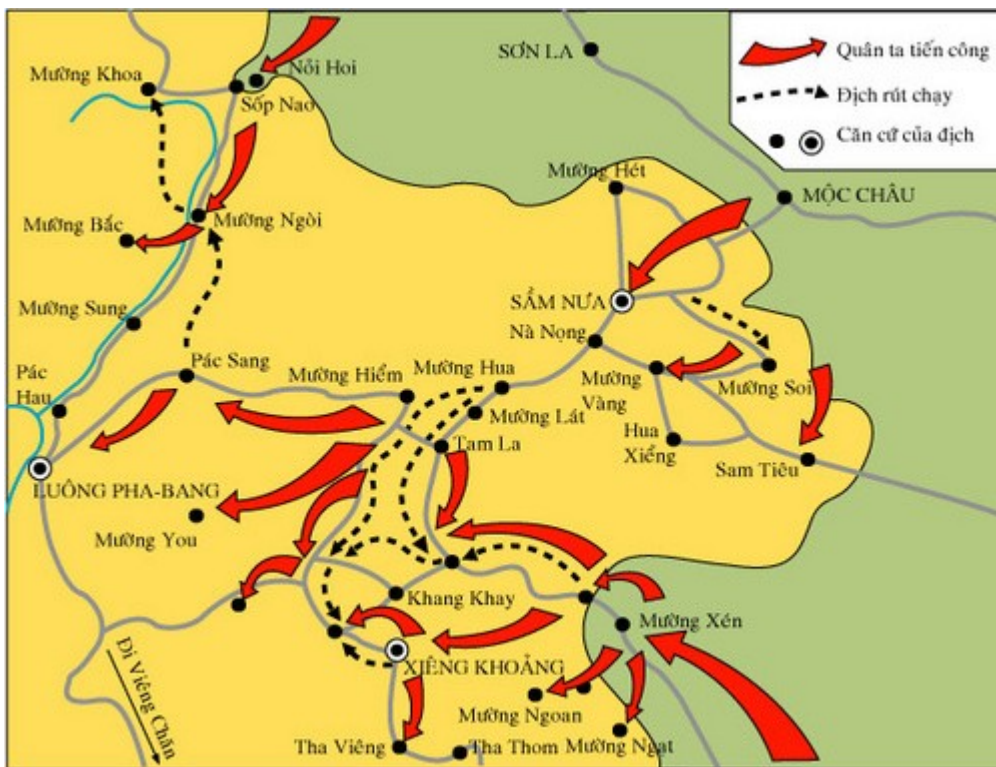 Nỏi Hoi
SƠN LA
Quân ta tiến công
Mường Khoa
Sốp Nao
Địch rút chạy
Căn cứ của địch
Mường Hét
MỘC CHÂU
Mường Bắc
Mường Ngòi
SẦM NƯA
Mường Sung
Nà Nọng
Pác Sang
Pác
Hau
Mường Hiểm
Mường Hua
Mường
Vàng
Mường Soi
Mường Lát
Hua
Xiểng
Tam La
Sam Tiêu
LUÔNG PHA-BANG
Mường You
Khang Khay
Mường Xén
XIÊNG KHOẢNG
Đi Viêng Chăn
Mường Ngoan
Tha Viêng
Tha Thom
Mường Ngạt